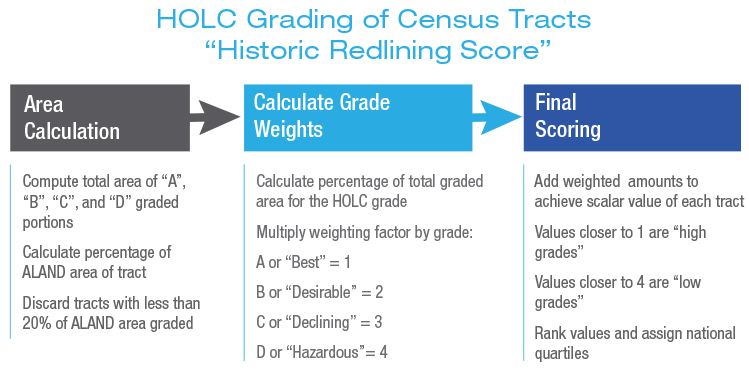 HOLC Grading of Census Tracts
“Historic Redlining Score”
Area
Calculation
Compute total area of “A”,
“B”, “C”, and “D” graded
portions
Calculate percentage of
ALAND area of tract
Discard tracts with less than
20% of ALAND area graded
Calculate Grade
Weights
Calculate percentage of total graded
area for the HOLC grade
Multiply weighting factor by grade:
A or “Best” = 1
B or “Desirable” = 2
C or “Declining” = 3
D or “Hazardous”= 4
Final
Scoring
Add weighted amounts to
achieve scalar value of each tract
Values closer to 1 are “high
grades”
Values closer to 4 are “low
grades”
Rank values and assign national
quartiles